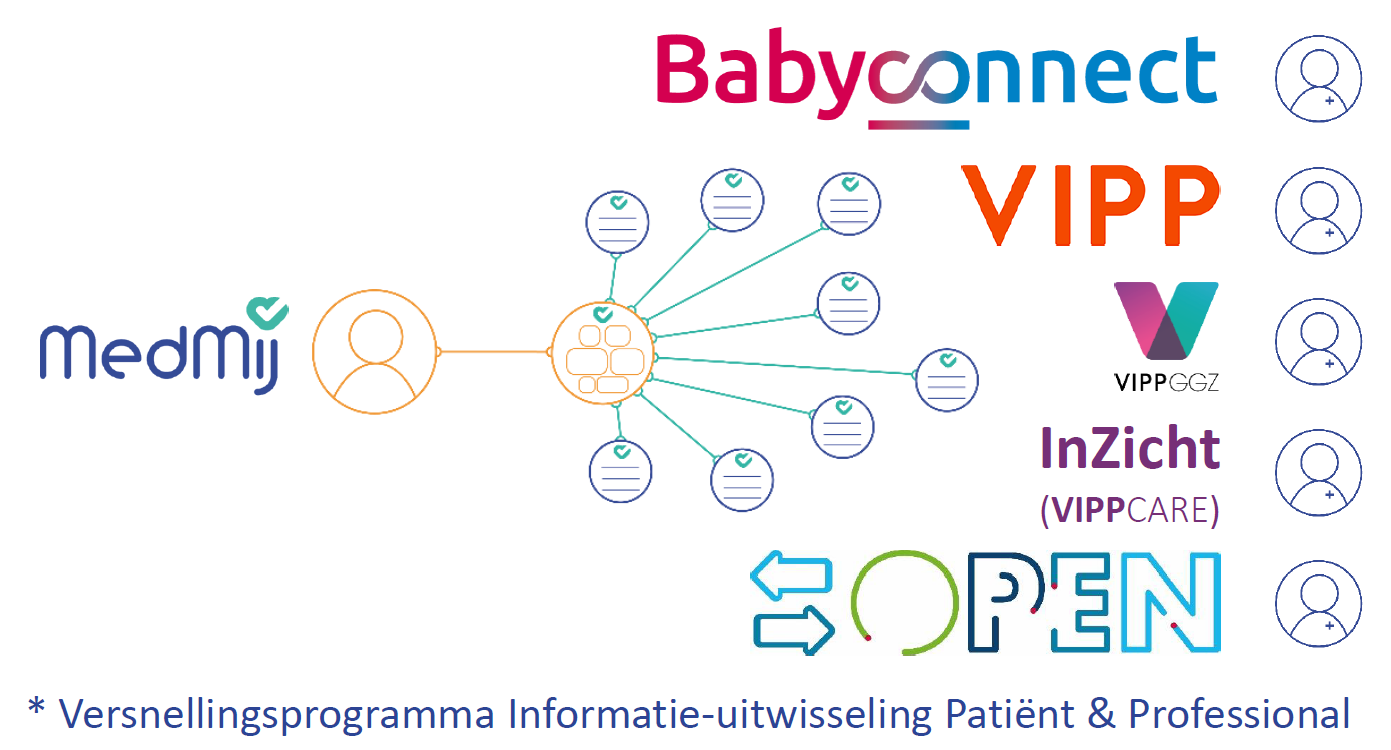 Babyconnect
VIPP
MedMij
VIPPGGZ
InZicht
(VIPPCARE)
OPEN
* Versnellingsprogramma Informatie-uitwisseling Patiënt & Professional